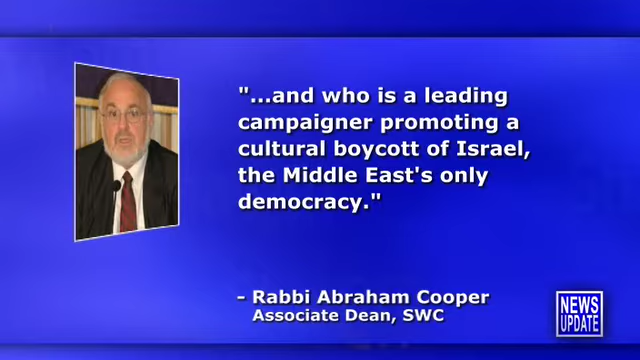 "...and who is a leading
campaigner promoting a
cultural boycott of Israel,
the Middle East's only
democracy."
- Rabbi Abraham Cooper
Associate Dean, SWC
NEWS
UPDATE